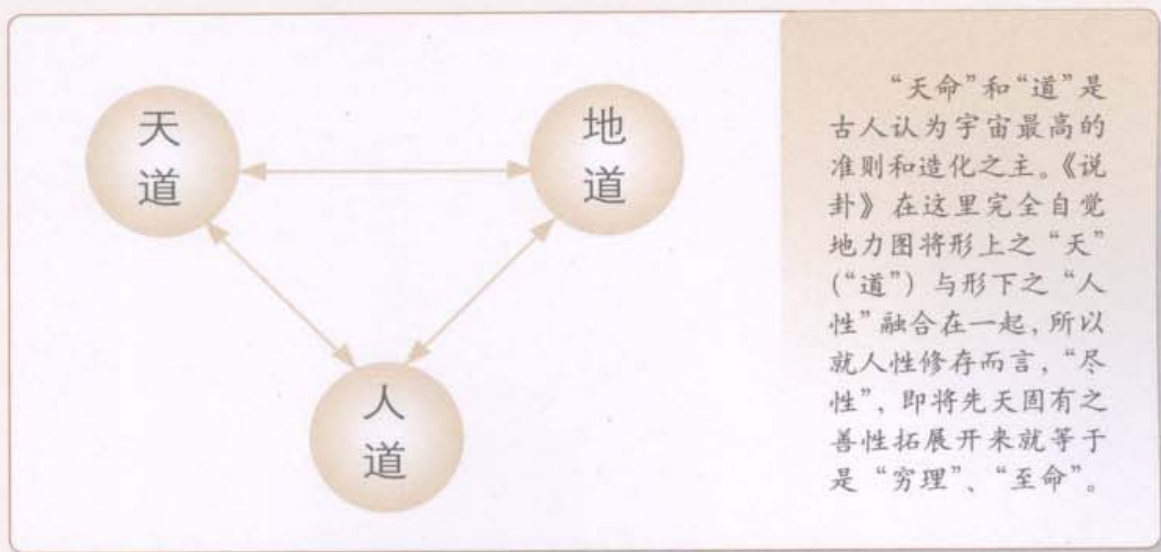 天
道
地
道
人
道
“天命”和“道”是
古人认为宇宙最高的
准则和造化之主。《说
卦》在这里完全自觉
地力图将形上之“天”
(“道”) 与形下之“人
性”融合在一起，所以
就人性修存而言，“尽
性”，即将先天固有之
善性拓展开来就等于
是“穷理”、“至命”。